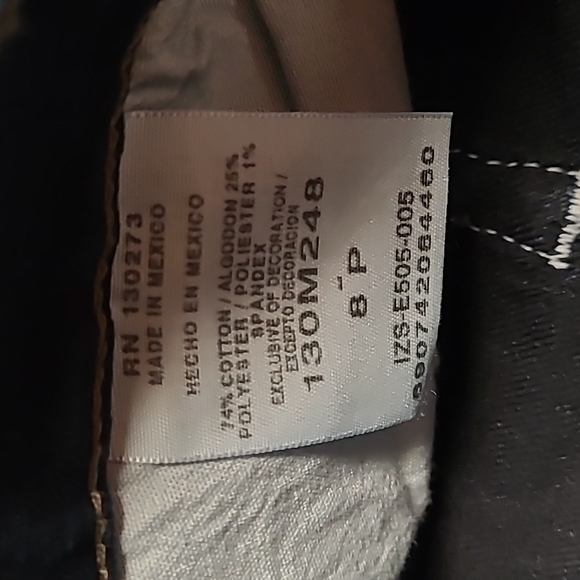 RN 130273
MADE IN MEXICO
HECHO EN MEXICO
74% COTTON / ALGODON 25%
POLYESTER / POLIESTER 1%
SPANDEX
EXCLUSIVE OF DECORATION /
EXCEPTO DECORACION
130M248
8 P
IZS-E505-005
890742084460